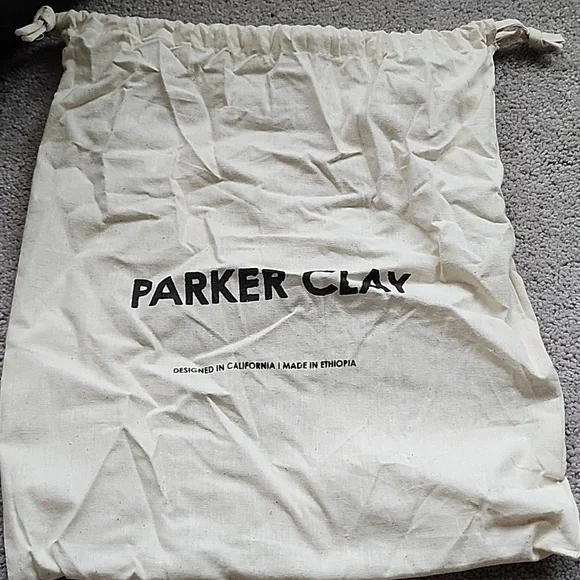 PARKER CLAY
DESIGNED IN CALIFORNIA | MADE IN ETHIOPIA